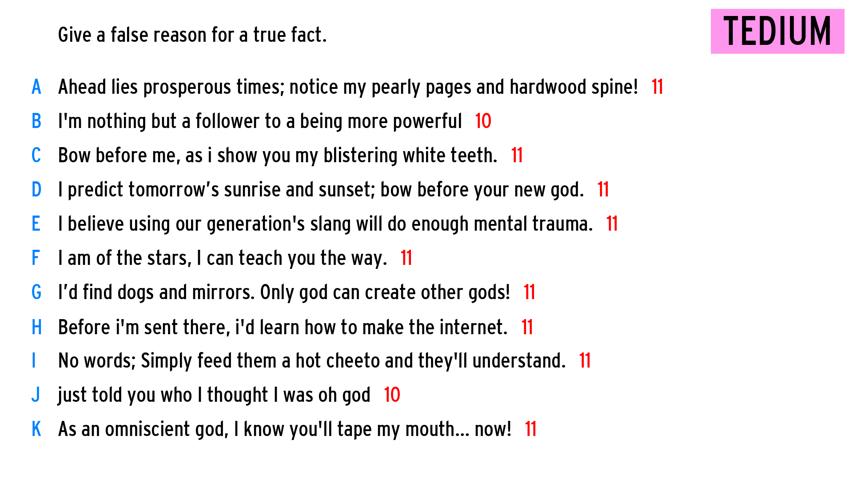 Give a false reason for a true fact.
TEDIUM
A Ahead lies prosperous times; notice my pearly pages and hardwood spine! 11
B I'm nothing but a follower to a being more powerful 10
C Bow before me, as i show you my blistering white teeth. 11
D I predict tomorrow’s sunrise and sunset; bow before your new god. 11
E I believe using our generation's slang will do enough mental trauma. 11
F I am of the stars, I can teach you the way. 11
G I’d find dogs and mirrors. Only god can create other gods! 11
H Before i'm sent there, i'd learn how to make the internet. 11
I No words; Simply feed them a hot cheeto and they'll understand. 11
J just told you who I thought I was oh god 10
K As an omniscient god, I know you'll tape my mouth... now! 11